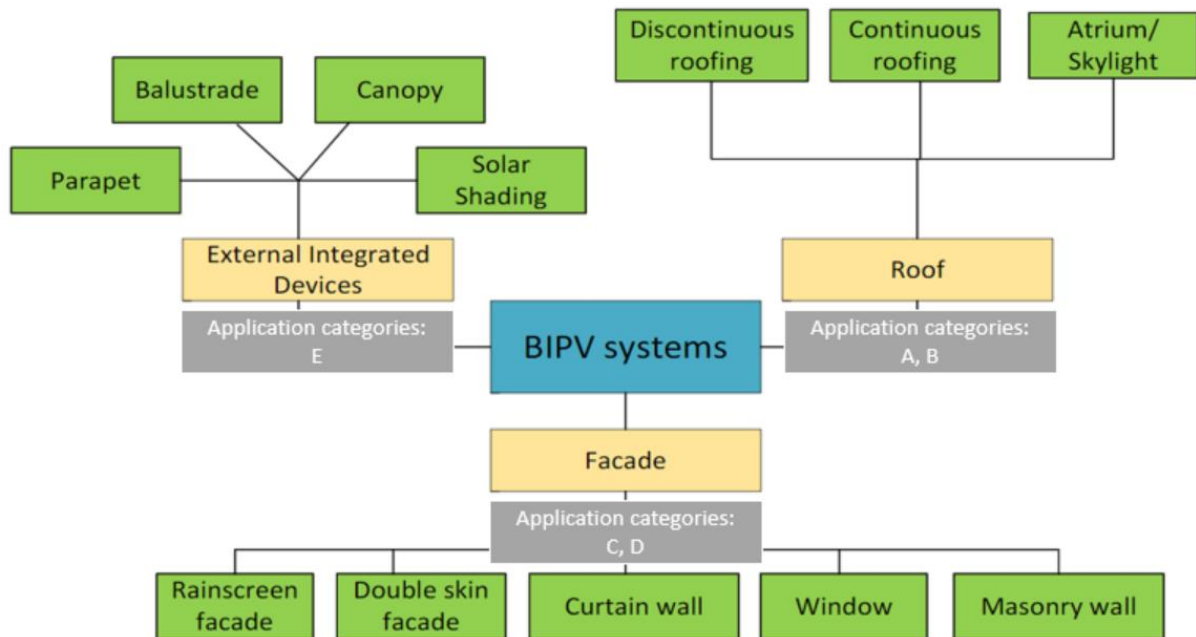 Discontinuous
roofing
Continuous
roofing
Atrium/
Skylight
Balustrade
Canopy
Parapet
Solar
Shading
External Integrated
Devices
Roof
Application categories:
E
BIPV systems
Application categories:
A, B
Facade
Application categories:
C, D
Rainscreen
facade
Double skin
facade
Curtain wall
Window
Masonry wall